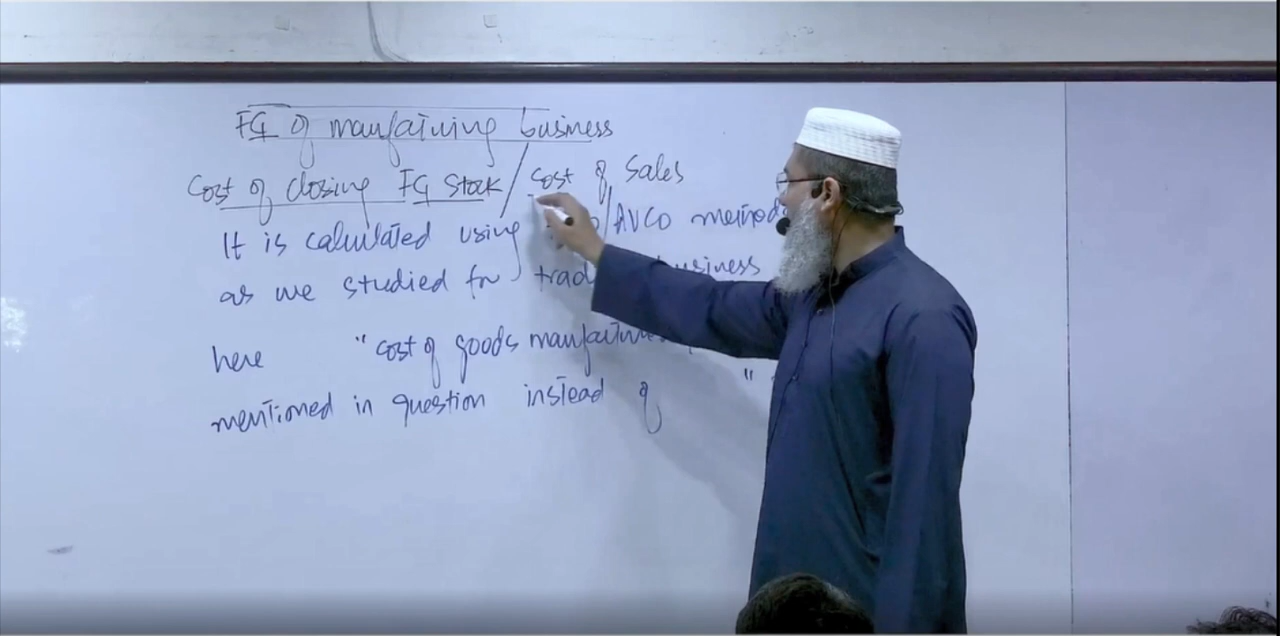 FG of manufaturing business
Cost of closing FG Stock / Cost of Sales
It is calculated using /AVCO method
as we studied for business
here "cost of goods
mentioned in question instead of "